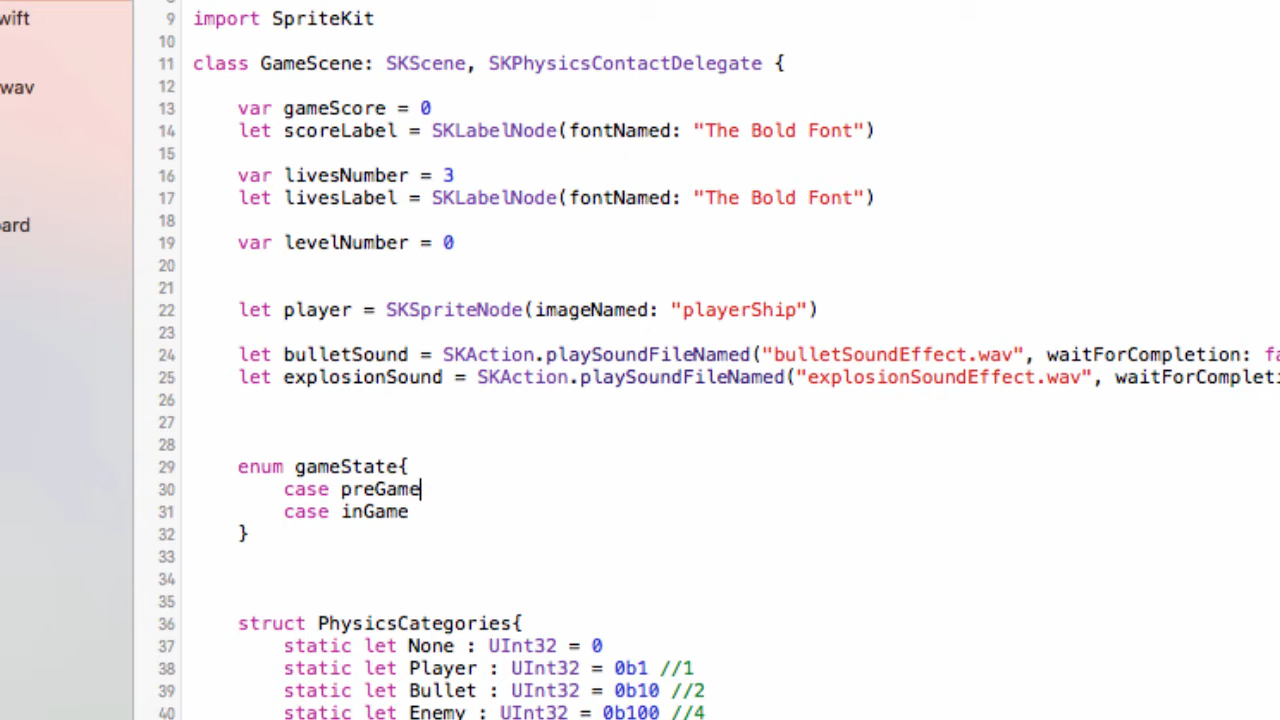 wift
wav
ard
9 import SpriteKit
10
11 class GameScene: SKScene, SKPhysicsContactDelegate {
12
13 var gameScore = 0
14 let scoreLabel = SKLabelNode(fontNamed: "The Bold Font")
15
16 var livesNumber = 3
17 let livesLabel = SKLabelNode(fontNamed: "The Bold Font")
18
19 var levelNumber = 0
20
21
22 let player = SKSpriteNode(imageNamed: "playerShip")
23
24 let bulletSound = SKAction.playSoundFileNamed("bulletSoundEffect.wav", waitForCompletion: fa
25 let explosionSound = SKAction.playSoundFileNamed("explosionSoundEffect.wav", waitForCompleti
26
27
28
29 enum gameState{
30 case preGame
31 case inGame
32 }
33
34
35
36 struct PhysicsCategories{
37 static let None : UInt32 = 0
38 static let Player : UInt32 = 0b1 //1
39 static let Bullet : UInt32 = 0b10 //2
40 static let Enemy : UInt32 = 0b100 //4